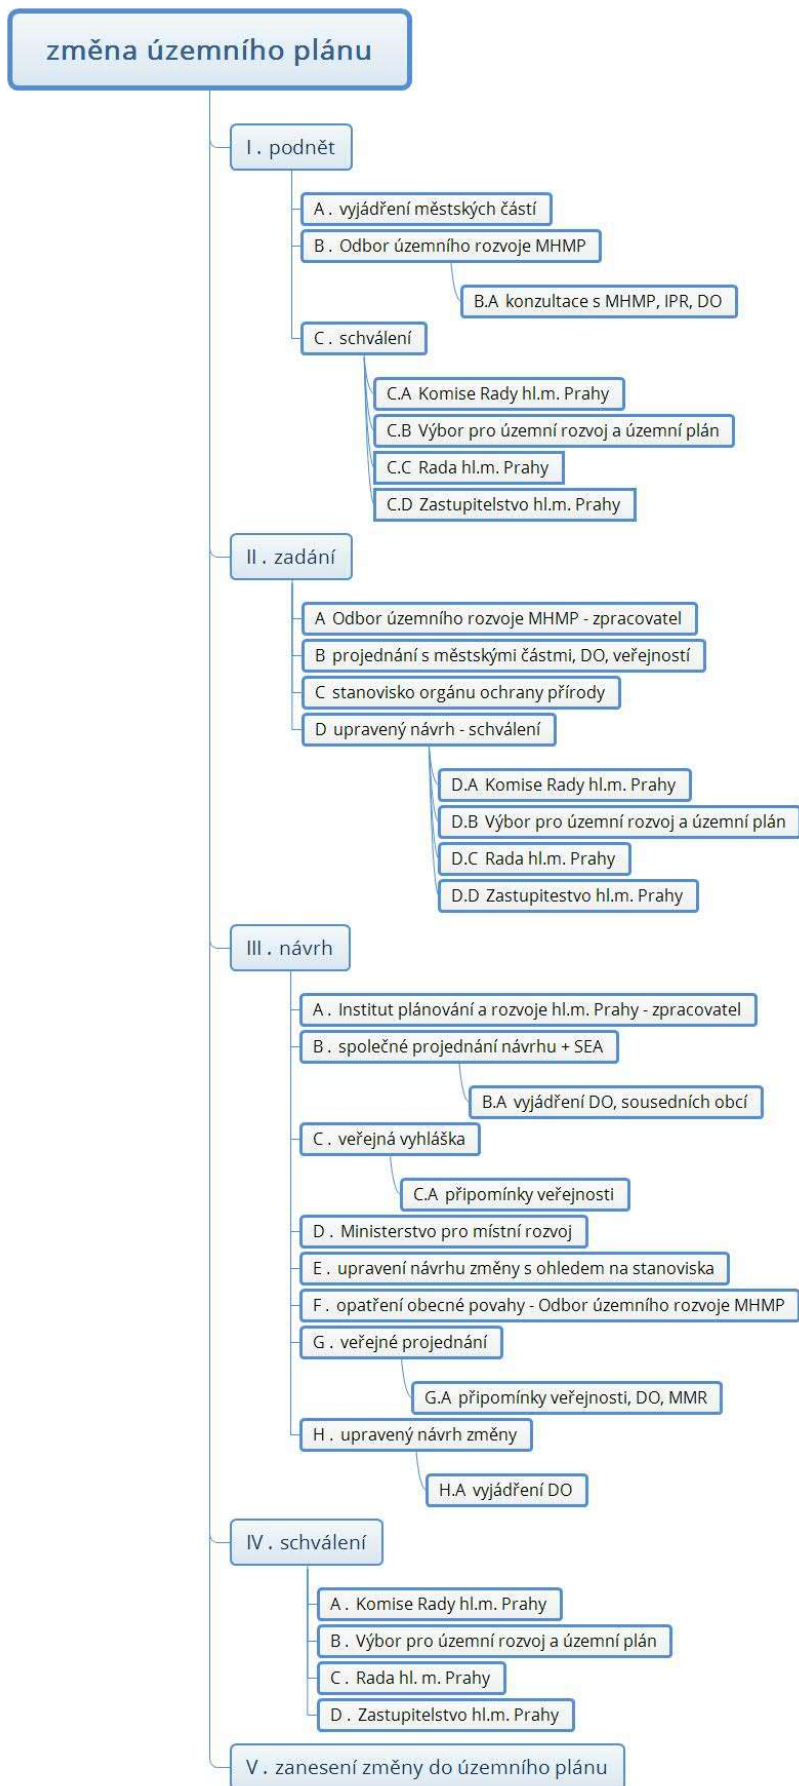 změna územního plánu
I . podnět
A . vyjádření městských částí
B . Odbor územního rozvoje MHMP
B.A konzultace s MHMP, IPR, DO
C . schválení
C.A Komise Rady hl.m. Prahy
C.B Výbor pro územní rozvoj a územní plán
C.C Rada hl.m. Prahy
C.D Zastupitelstvo hl.m. Prahy
II . zadání
A Odbor územního rozvoje MHMP - zpracovatel
B projednání s městskými částmi, DO, veřejností
C stanovisko orgánu ochrany přírody
D upravený návrh - schválení
D.A Komise Rady hl.m. Prahy
D.B Výbor pro územní rozvoj a územní plán
D.C Rada hl.m. Prahy
D.D Zastupitestvo hl.m. Prahy
III . návrh
A . Institut plánování a rozvoje hl.m. Prahy - zpracovatel
B . společné projednání návrhu + SEA
B.A vyjádření DO, sousedních obcí
C . veřejná vyhláška
C.A připomínky veřejnosti
D . Ministerstvo pro místní rozvoj
E . upravení návrhu změny s ohledem na stanoviska
F . opatření obecné povahy - Odbor územního rozvoje MHMP
G . veřejné projednání
G.A připomínky veřejnosti, DO, MMR
H . upravený návrh změny
H.A vyjádření DO
IV . schválení
A . Komise Rady hl.m. Prahy
B . Výbor pro územní rozvoj a územní plán
C . Rada hl. m. Prahy
D . Zastupitelstvo hl.m. Prahy
V . zanesení změny do územního plánu